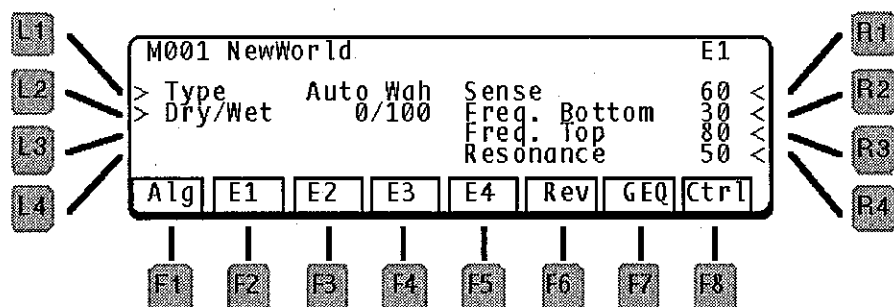 L1 R1
M001 NewWorld E1
L2 > Type Auto Wah Sense 60 < R2
> Dry/Wet 0/100 Freq. Bottom 30 <
L3 Freq. Top 80 < R3
Resonance 50 <
L4 Alg E1 E2 E3 E4 Rev GEQ Ctrl R4
F1 F2 F3 F4 F5 F6 F7 F8